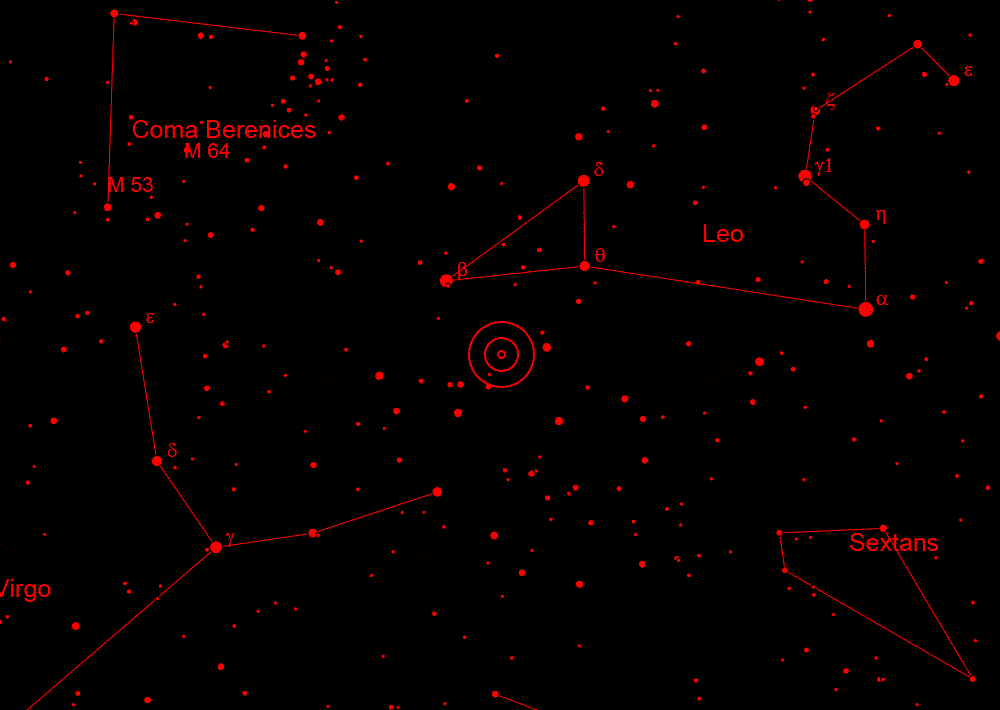 ε
ζ
Coma Berenices
M 64
γ1
δ
M 53
η
Leo
θ
β
α
ε
δ
γ
Sextans
Virgo